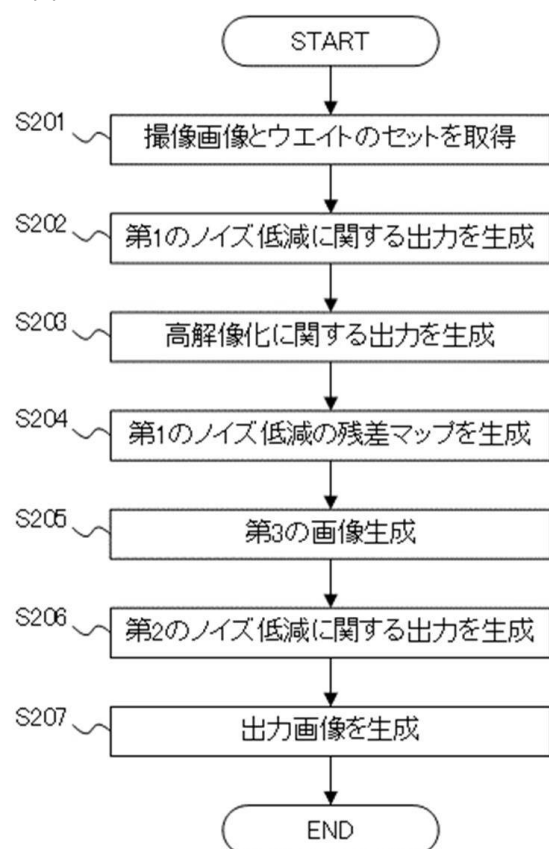 START
S201
撮像画像とウエイトのセットを取得
S202
第1のノイズ低減に関する出力を生成
S203
高解像化に関する出力を生成
S204
第1のノイズ低減の残差マップを生成
S205
第3の画像生成
S206
第2のノイズ低減に関する出力を生成
S207
出力画像を生成
END